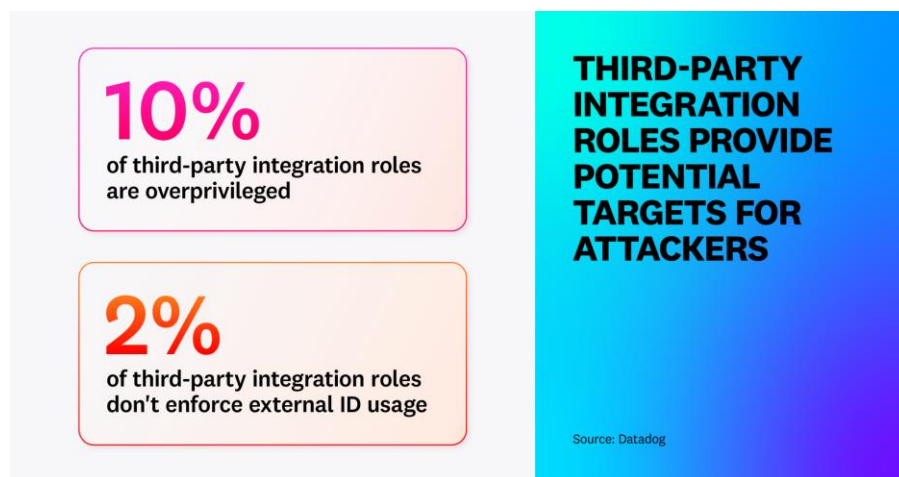 10%
of third-party integration roles
are overprivileged
2%
of third-party integration roles
don't enforce external ID usage
THIRD-PARTY
INTEGRATION
ROLES PROVIDE
POTENTIAL
TARGETS FOR
ATTACKERS
Source: Datadog